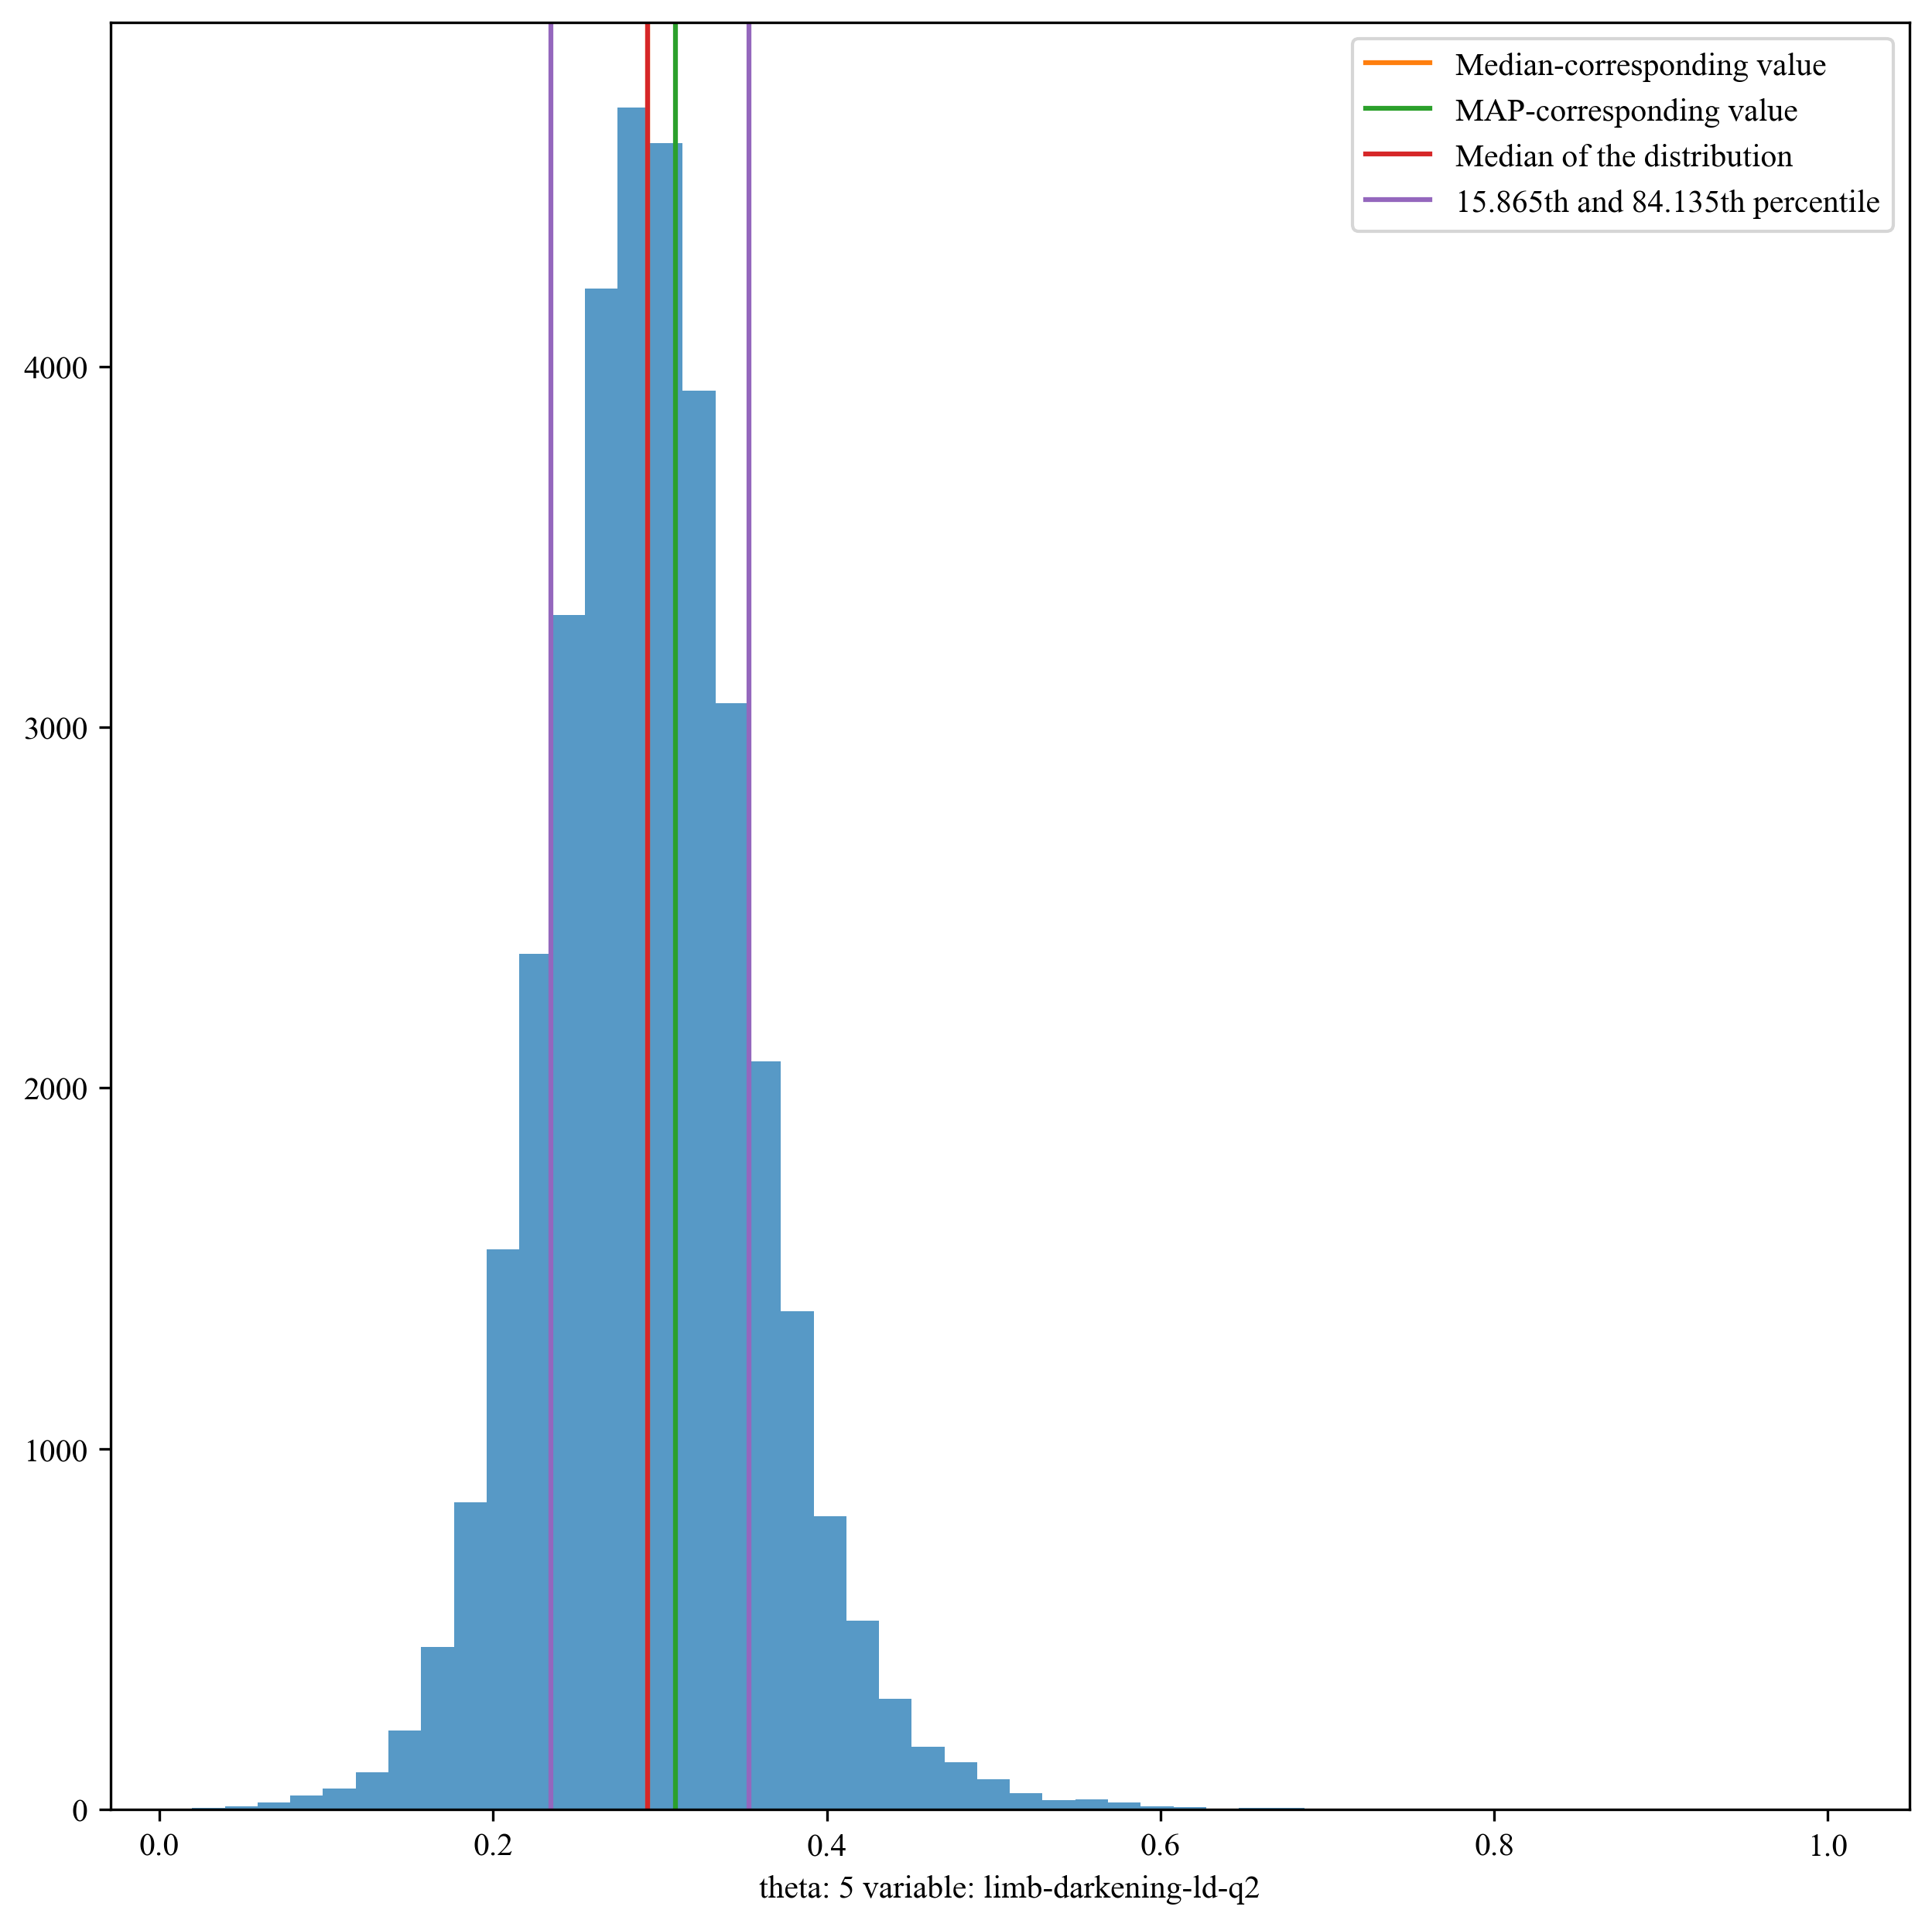 Median-corresponding value
MAP-corresponding value
Median of the distribution
15.865th and 84.135th percentile
4000
3000
2000
1000
0
0.0 0.2 0.4 0.6 0.8 1.0
theta: 5 variable: limb-darkening-ld-q2